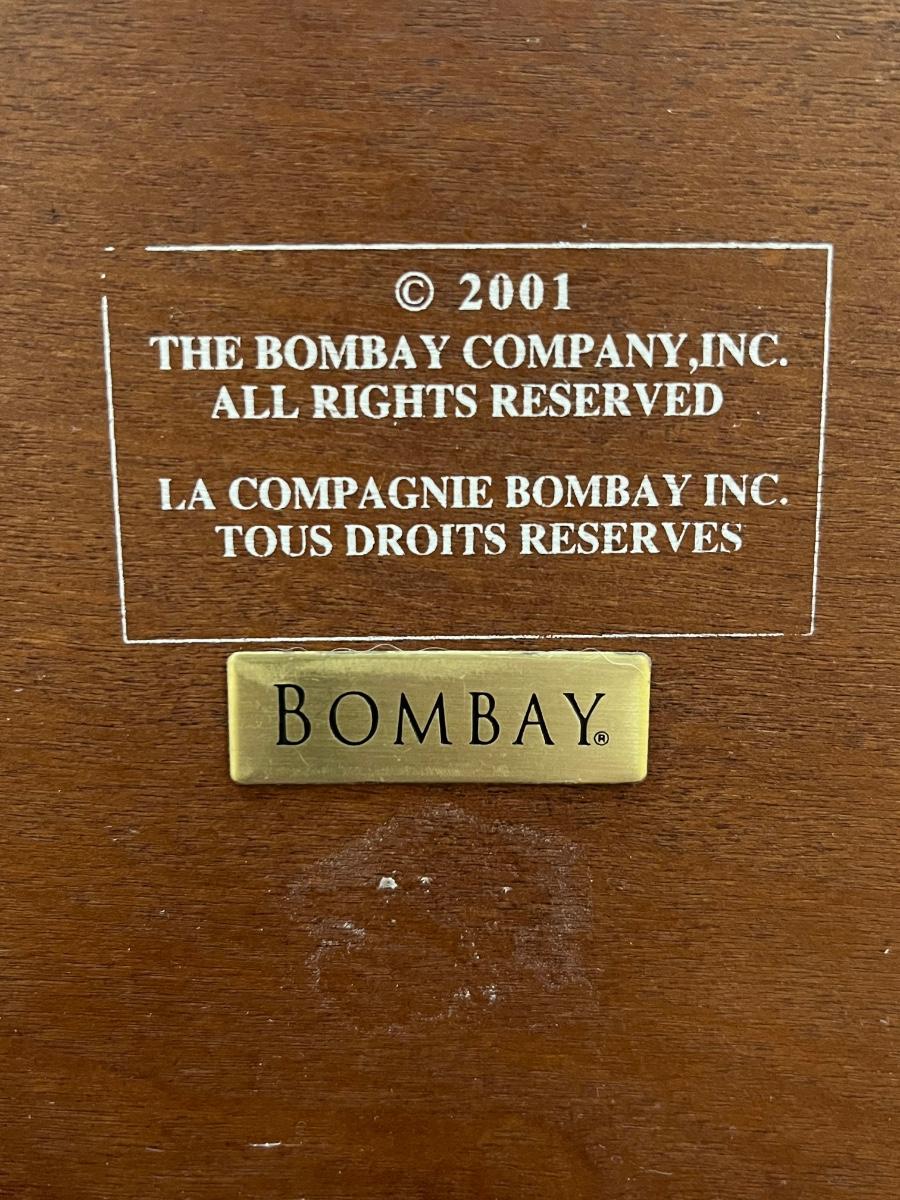 © 2001
THE BOMBAY COMPANY,INC.
ALL RIGHTS RESERVED
LA COMPAGNIE BOMBAY INC.
TOUS DROITS RESERVES
BOMBAY®